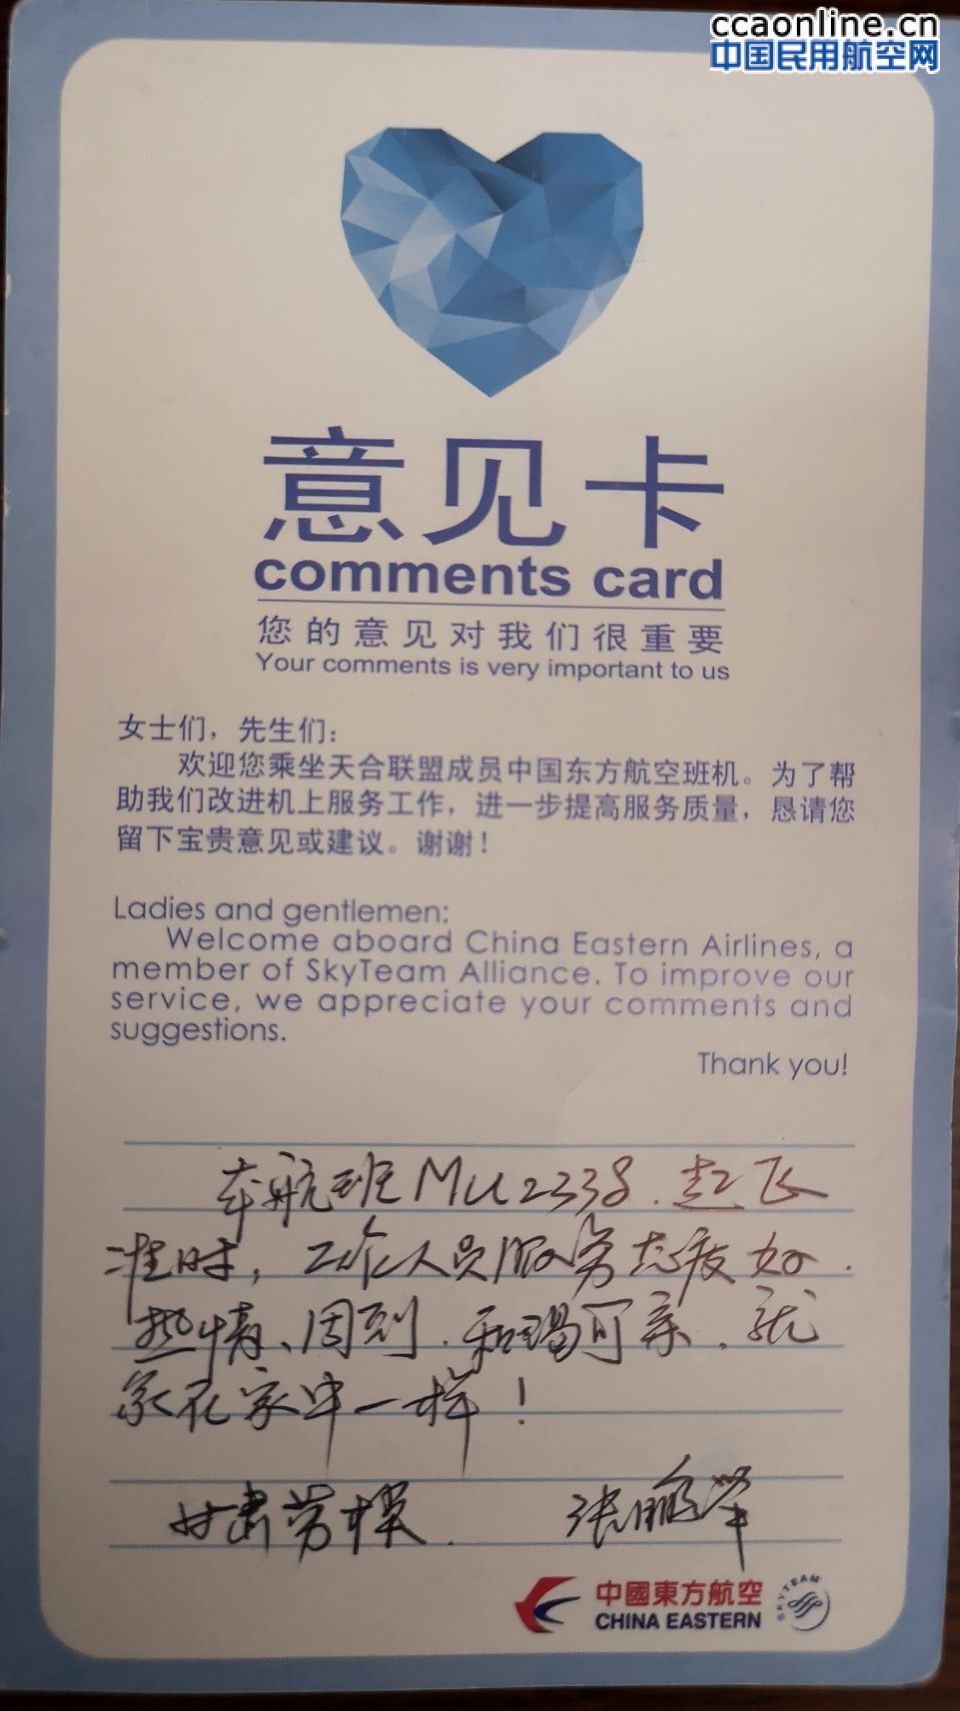 ccaonline.cn
中国民用航空网
意见卡
comments card
您的意见对我们很重要
Your comments is very important to us
女士们，先生们：
欢迎您乘坐天合联盟成员中国东方航空班机。为了帮
助我们改进机上服务工作，进一步提高服务质量，恳请您
留下宝贵意见或建议。谢谢！
Ladies and gentlemen:
Welcome aboard China Eastern Airlines, a
member of SkyTeam Alliance. To improve our
service, we appreciate your comments and
suggestions.
Thank you!
本航班MU2338.起飞
准时，工作人员服务态度好.
热情、周到.和蔼可亲.就
象在家中一样！
甘肃劳模. 张鹏
中國東方航空
CHINA EASTERN
SKYTEAM